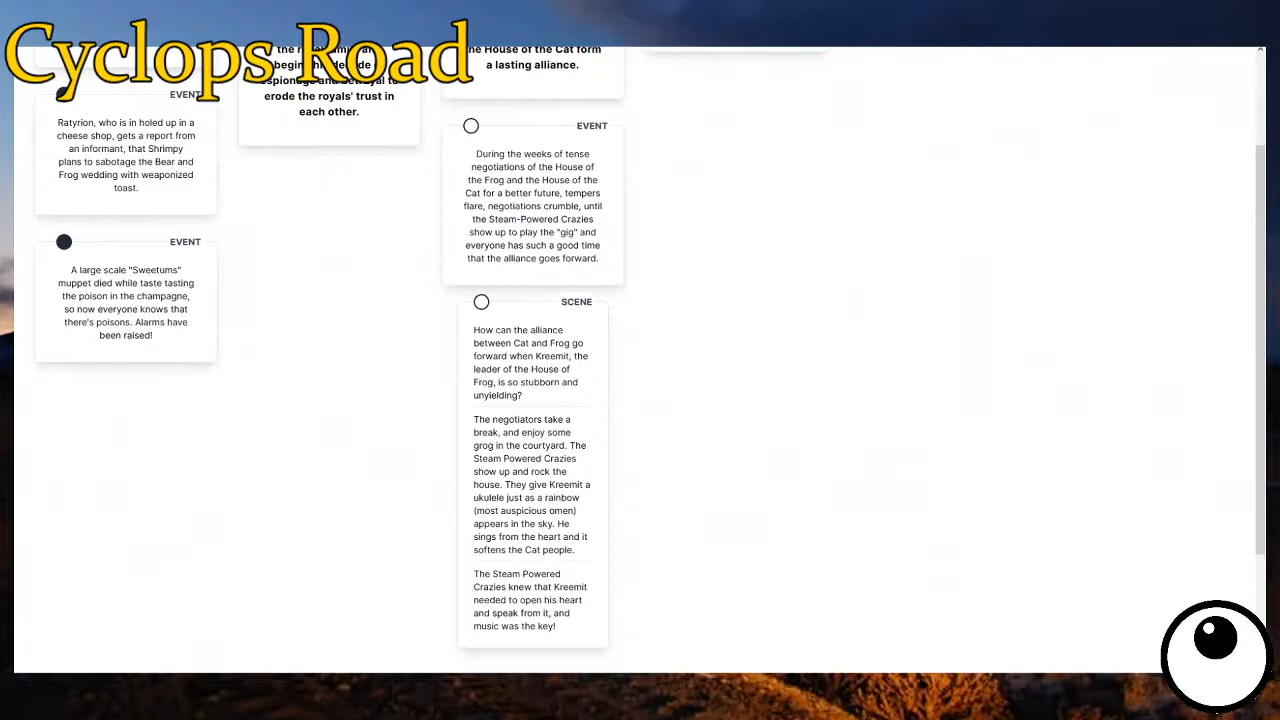 Cyclops Road
EVENT
Ratyrion, who is in holed up in a
cheese shop, gets a report from
an informant, that Shrimpy
plans to sabotage the Bear and
Frog wedding with weaponized
toast.
EVENT
A large scale "Sweetums"
muppet died while taste tasting
the poison in the champagne,
so now everyone knows that
there's poisons. Alarms have
been raised!
erode the royals' trust in
each other.
the House of the Cat form
a lasting alliance.
EVENT
During the weeks of tense
negotiations of the House of
the Frog and the House of the
Cat for a better future, tempers
flare, negotiations crumble, until
the Steam-Powered Crazies
show up to play the "gig" and
everyone has such a good time
that the alliance goes forward.
SCENE
How can the alliance
between Cat and Frog go
forward when Kreemit, the
leader of the House of
Frog, is so stubborn and
unyielding?
The negotiators take a
break, and enjoy some
grog in the courtyard. The
Steam Powered Crazies
show up and rock the
house. They give Kreemit a
ukulele just as a rainbow
(most auspicious omen)
appears in the sky. He
sings from the heart and it
softens the Cat people.
The Steam Powered
Crazies knew that Kreemit
needed to open his heart
and speak from it, and
music was the key!